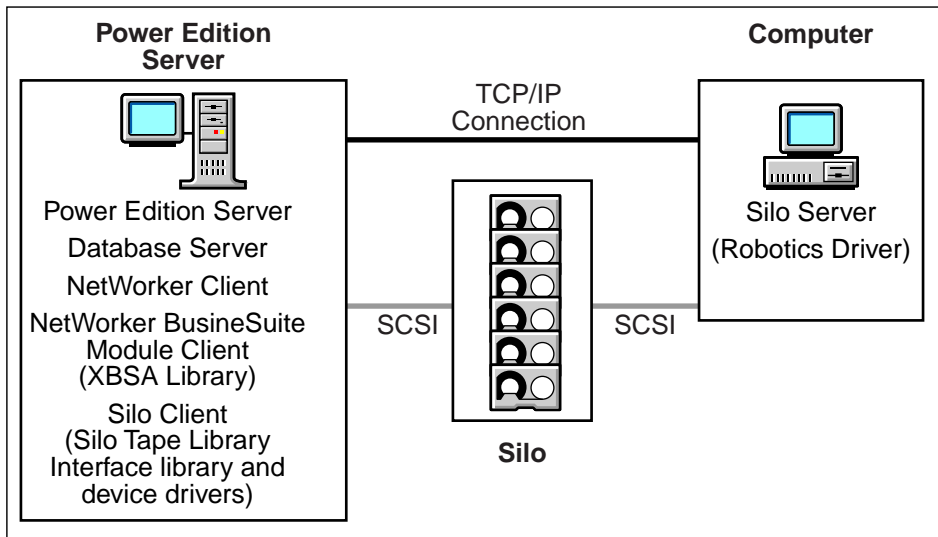 Power Edition
Server
Computer
TCP/IP
Connection
Power Edition Server
Database Server
NetWorker Client
NetWorker BusineSuite
Module Client
(XBSA Library)
Silo Client
(Silo Tape Library
Interface library and
device drivers)
SCSI
SCSI
Silo
Silo Server
(Robotics Driver)